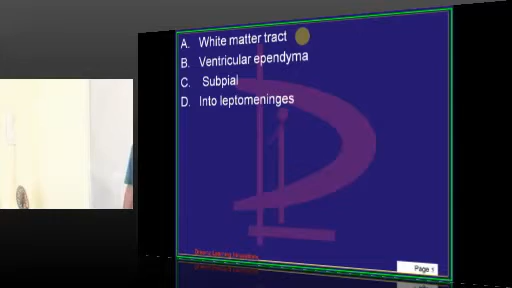 A. White matter tract
B. Ventricular ependyma
C. Subpial
D. Into leptomeninges
Page 1